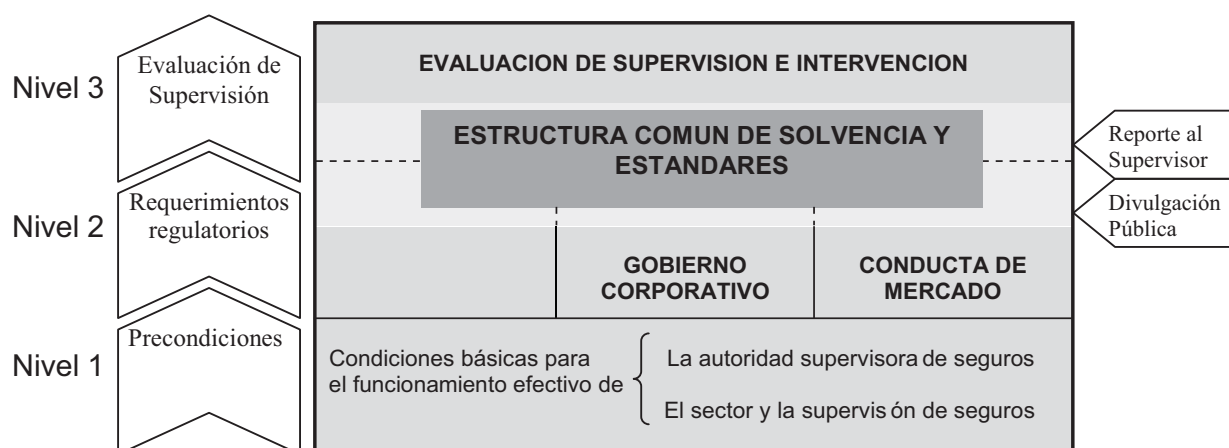 Nivel 3
Evaluación de
Supervisión
EVALUACION DE SUPERVISION E INTERVENCION
ESTRUCTURA COMUN DE SOLVENCIA Y
ESTANDARES
Reporte al
Supervisor
Nivel 2
Requerimientos
regulatorios
Divulgación
Pública
GOBIERNO
CORPORATIVO
CONDUCTA DE
MERCADO
Nivel 1
Precondiciones
Condiciones básicas para
el funcionamiento efectivo de
La autoridad supervisora de seguros
El sector y la supervis ón de seguros